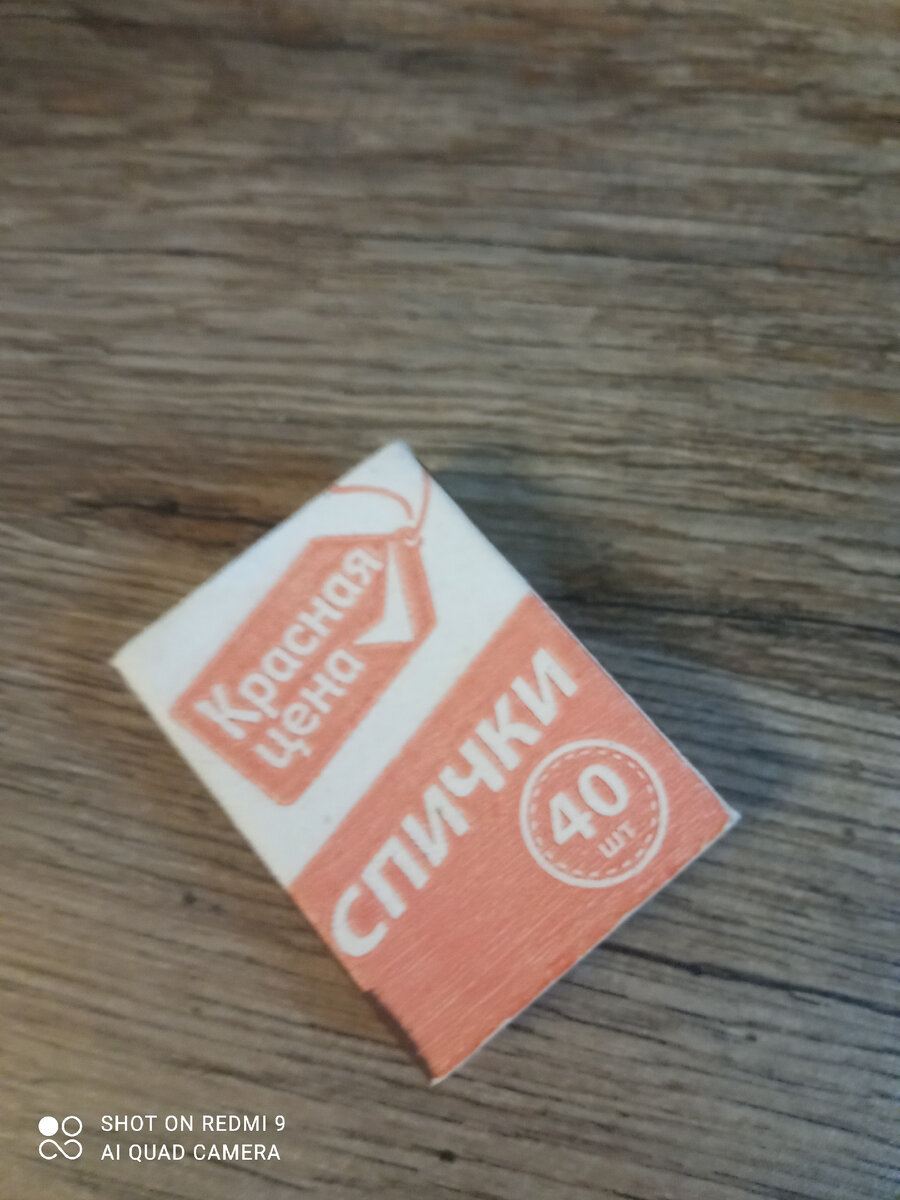 Красная
цена
СПИЧКИ
40
шт
SHOT ON REDMI 9
AI QUAD CAMERA